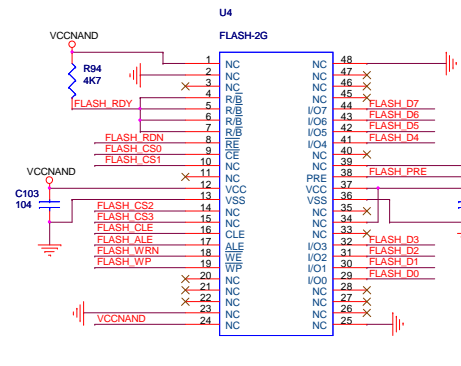 U4
FLASH-2G
VCCNAND
R94
4K7
FLASH_RDY
FLASH_RDN
FLASH_CS0
FLASH_CS1
VCCNAND
C103
104
FLASH_CS2
FLASH_CS3
FLASH_CLE
FLASH_ALE
FLASH_WRN
FLASH_WP
VCCNAND
1 NC NC 48
2 NC NC 47
3 NC NC 46
4 R/B NC 45
5 R/B I/O7 44 FLASH_D7
6 R/B I/O6 43 FLASH_D6
7 R/B I/O5 42 FLASH_D5
8 RE I/O4 41 FLASH_D4
9 CE NC 40
10 NC NC 39
11 NC PRE 38 FLASH_PRE
12 VCC VCC 37
13 VSS VSS 36
14 NC NC 35
15 NC NC 34
16 CLE NC 33
17 ALE I/O3 32 FLASH_D3
18 WE I/O2 31 FLASH_D2
19 WP I/O1 30 FLASH_D1
20 NC I/O0 29 FLASH_D0
21 NC NC 28
22 NC NC 27
23 NC NC 26
24 NC NC 25